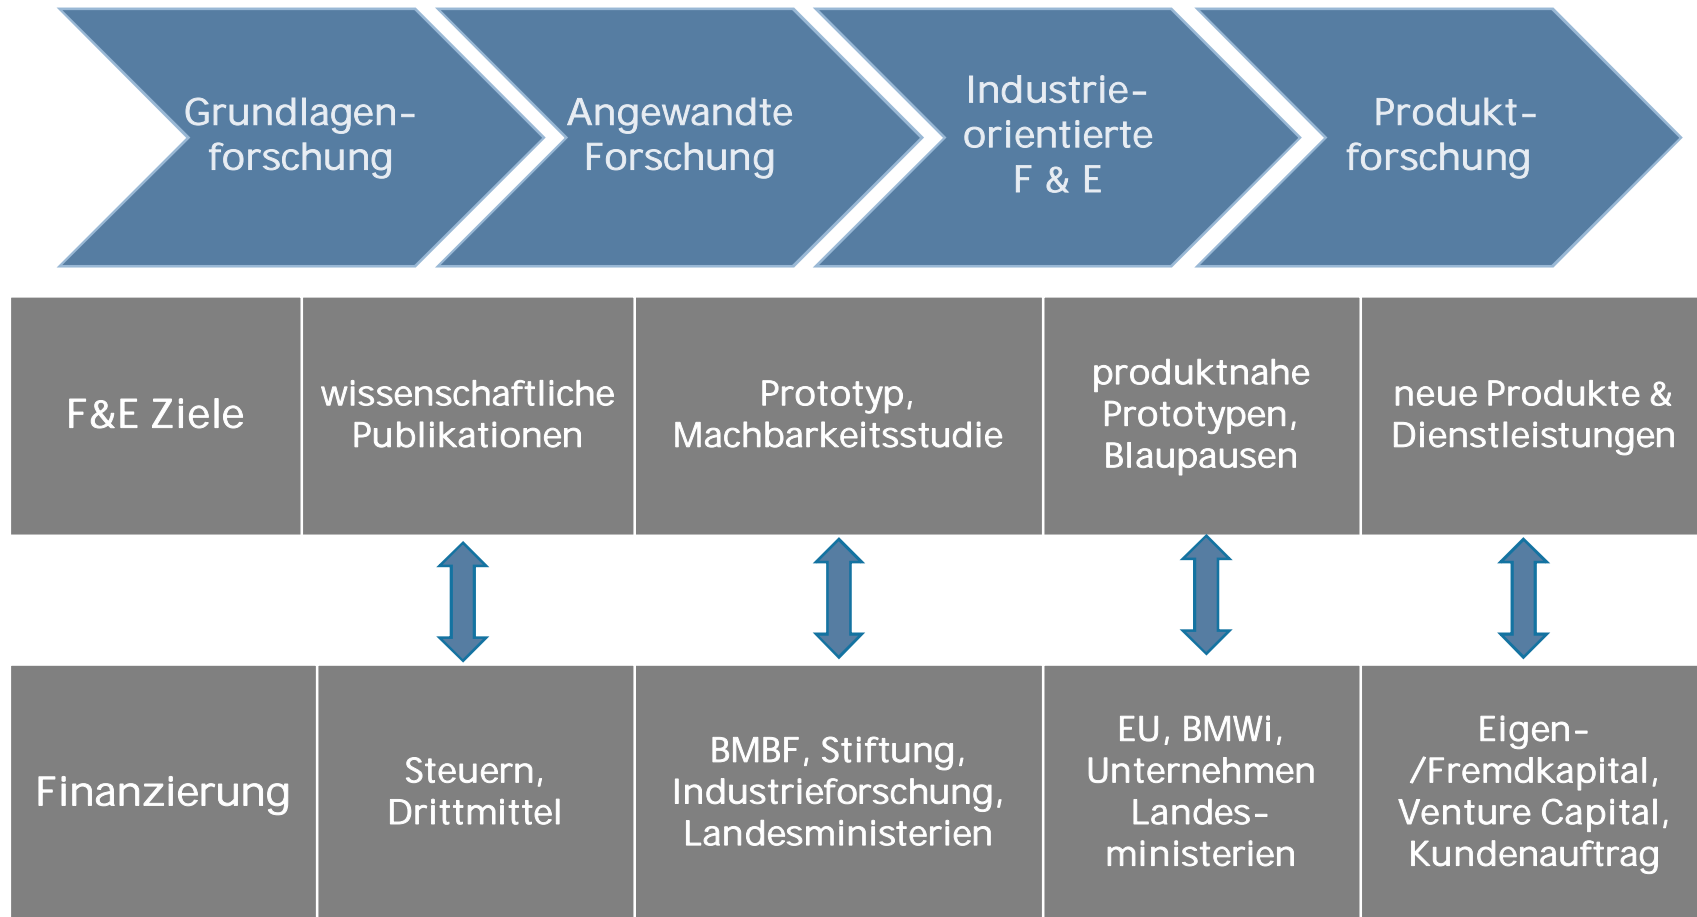 Grundlagen-
forschung
Angewandte
Forschung
Industrie-
orientierte
F & E
Produkt-
forschung
F&E Ziele
wissenschaftliche
Publikationen
Prototyp,
Machbarkeitsstudie
produktnahe
Prototypen,
Blaupausen
neue Produkte &
Dienstleistungen
Finanzierung
Steuern,
Drittmittel
BMBF, Stiftung,
Industrieforschung,
Landesministerien
EU, BMWi,
Unternehmen
Landes-
ministerien
Eigen-
/Fremdkapital,
Venture Capital,
Kundenauftrag